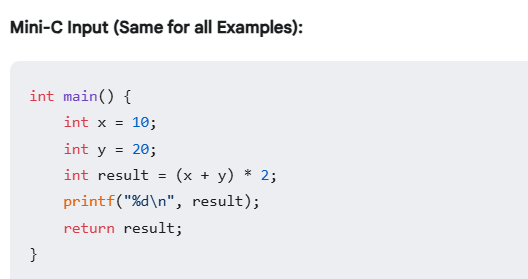 Mini-C Input (Same for all Examples):
int main() {
    int x = 10;
    int y = 20;
    int result = (x + y) * 2;
    printf("%d\n", result);
    return result;
}